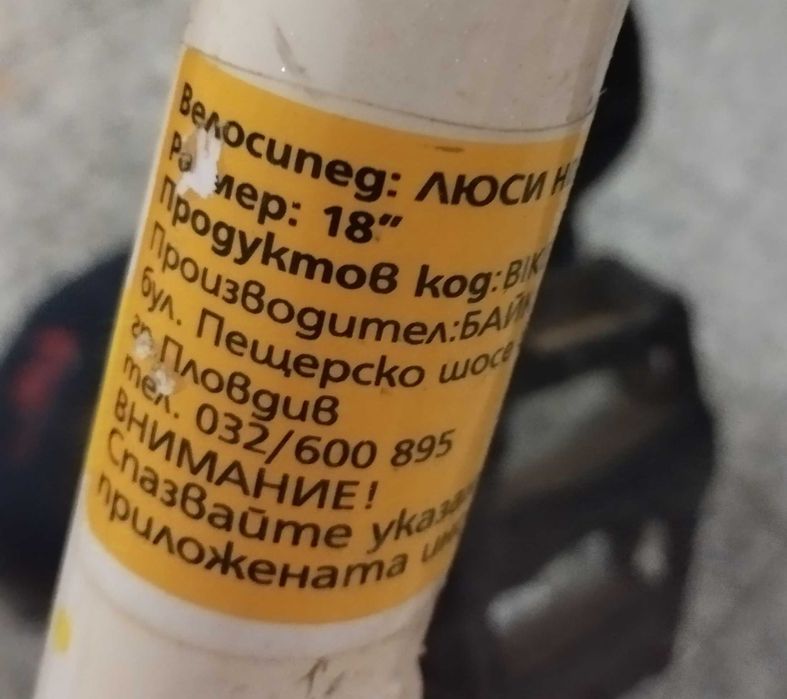 Велосипед: ЛЮСИ
Размер: 18”
Продуктов код:
Производител:
бул. Пещерско шосе
гр. Пловдив
тел. 032/600 895
ВНИМАНИЕ!
Спазвайте
приложената